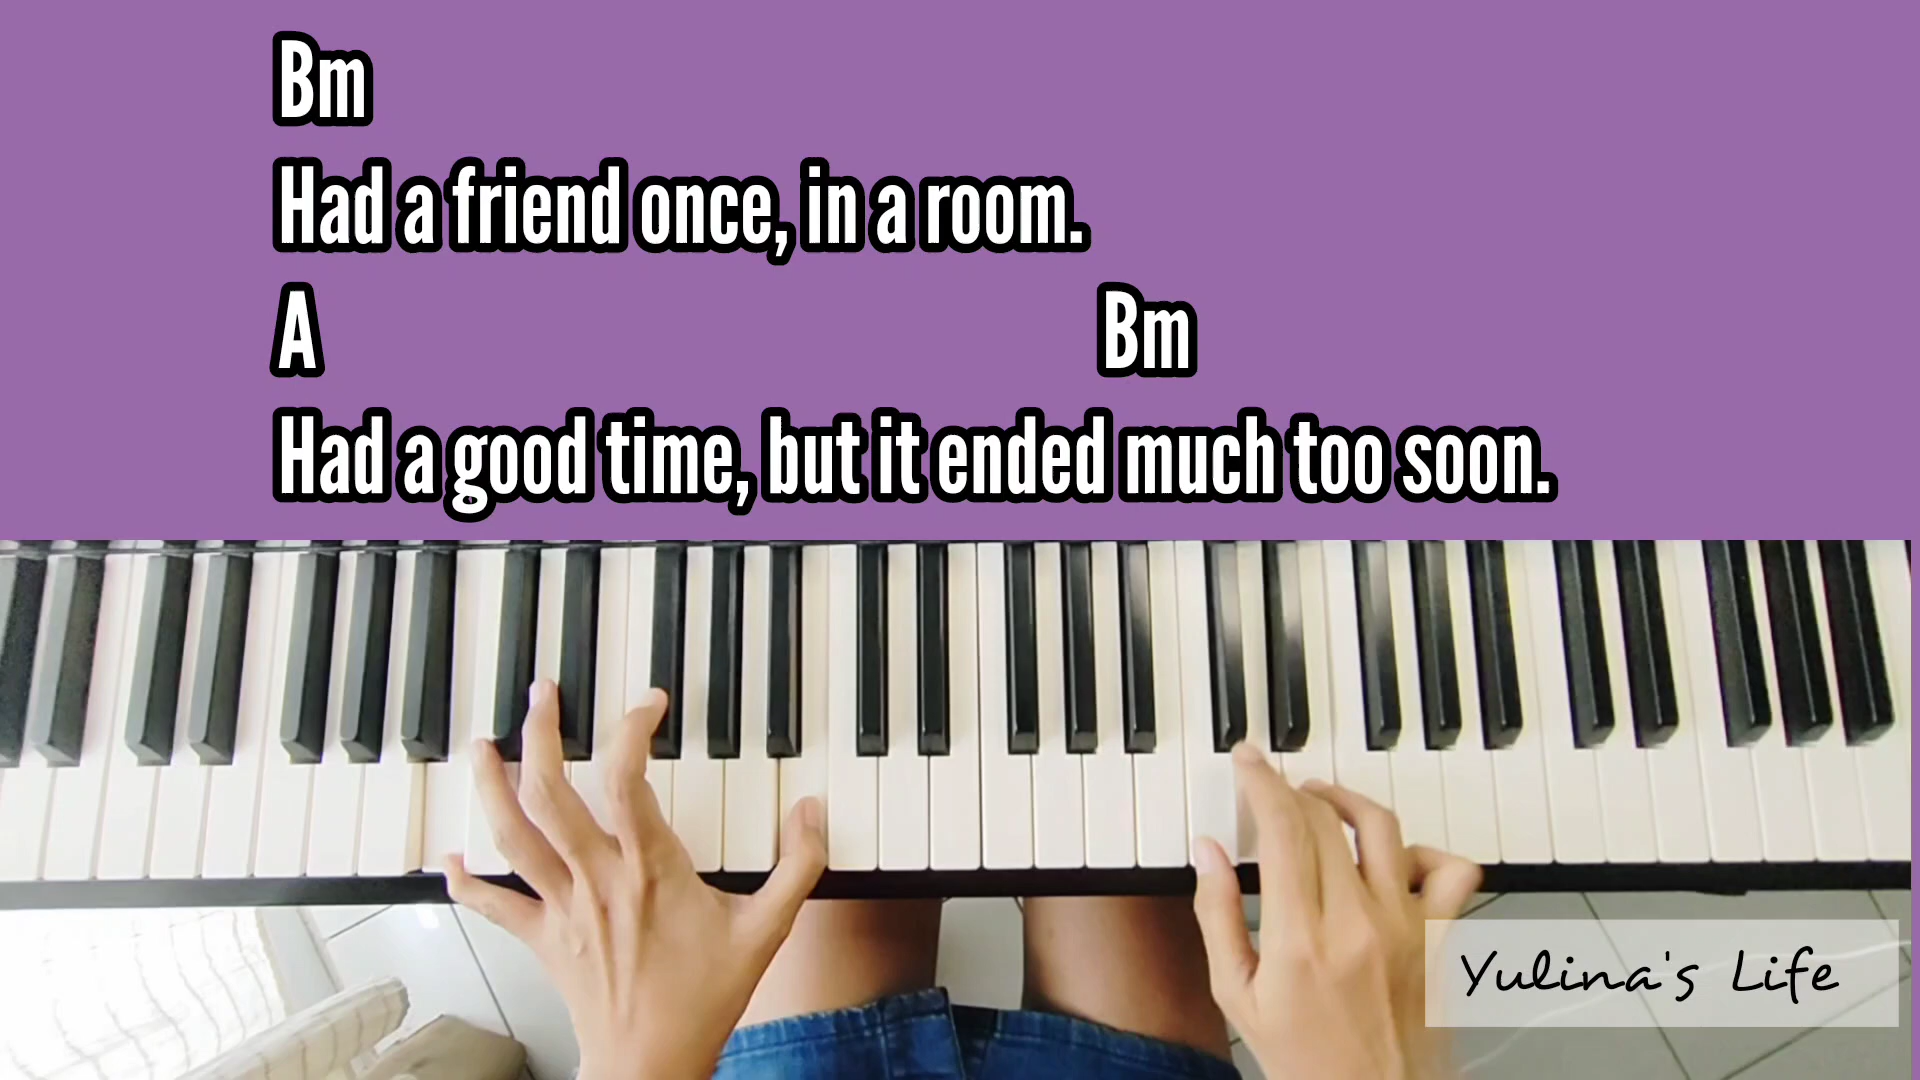 Bm
Had a friend once, in a room.
A Bm
Had a good time, but it ended much too soon.
Yulina's Life